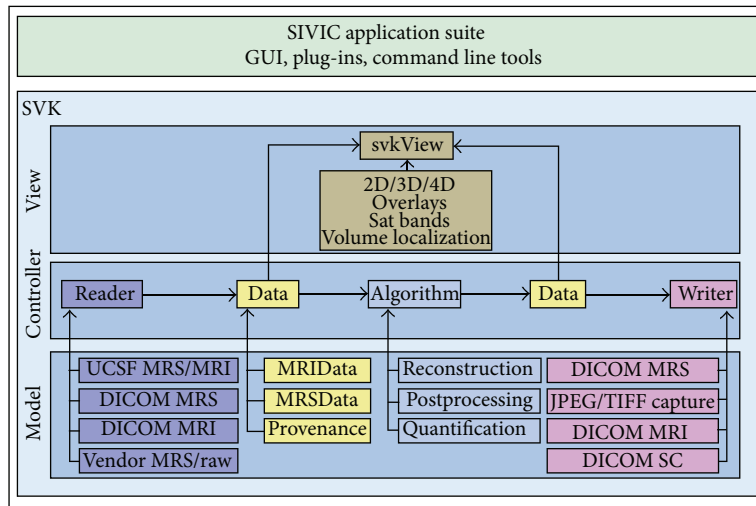 SIVIC application suite
GUI, plug-ins, command line tools
SVK
View
svkView
2D/3D/4D
Overlays
Sat bands
Volume localization
Controller
Reader
Data
Algorithm
Data
Writer
Model
UCSF MRS/MRI
DICOM MRS
DICOM MRI
Vendor MRS/raw
MRIData
MRSData
Provenance
Reconstruction
Postprocessing
Quantification
DICOM MRS
JPEG/TIFF capture
DICOM MRI
DICOM SC